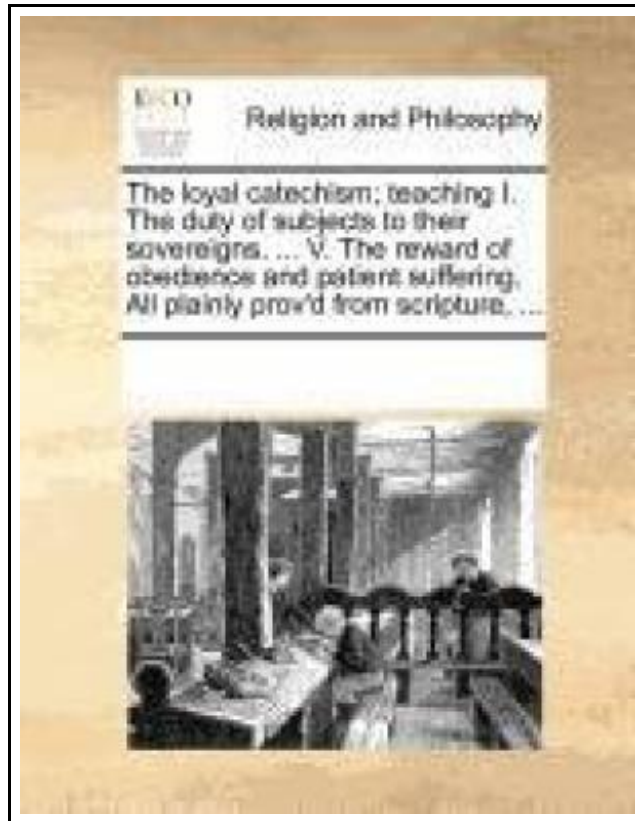 ECCO
Religion and Philosophy
The loyal catechism; teaching I.
The duty of subjects to their
sovereigns. ... V. The reward of
obedience and patient suffering.
All plainly prov'd from scripture, ...